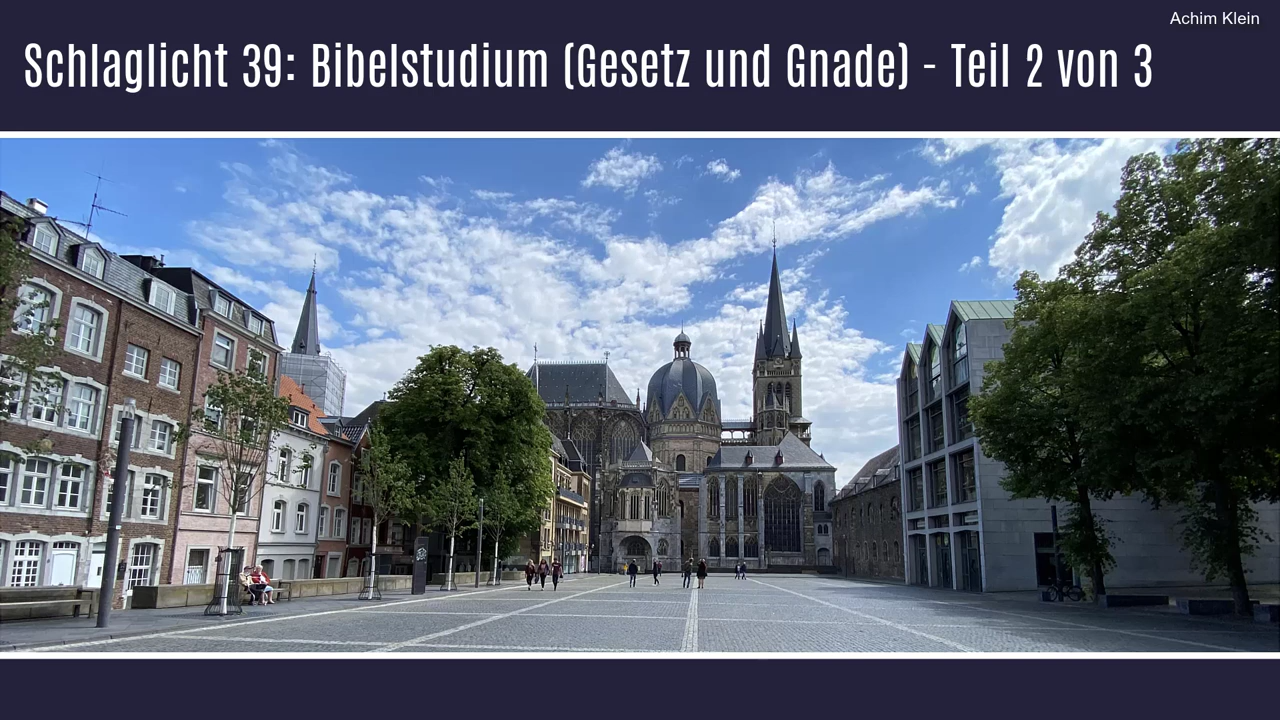 Achim Klein
Schlaglicht 39: Bibelstudium (Gesetz und Gnade) - Teil 2 von 3